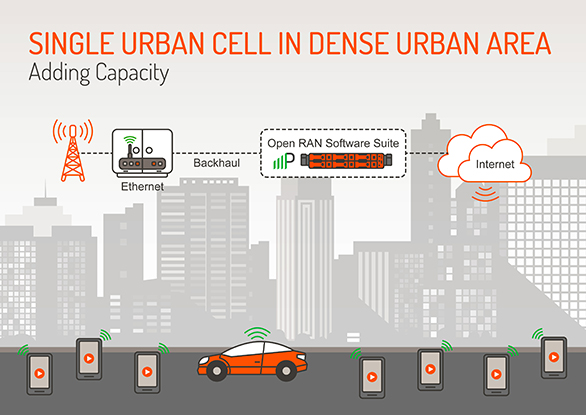 SINGLE URBAN CELL IN DENSE URBAN AREA
Adding Capacity
Open RAN Software Suite
P
Internet
Backhaul
Ethernet